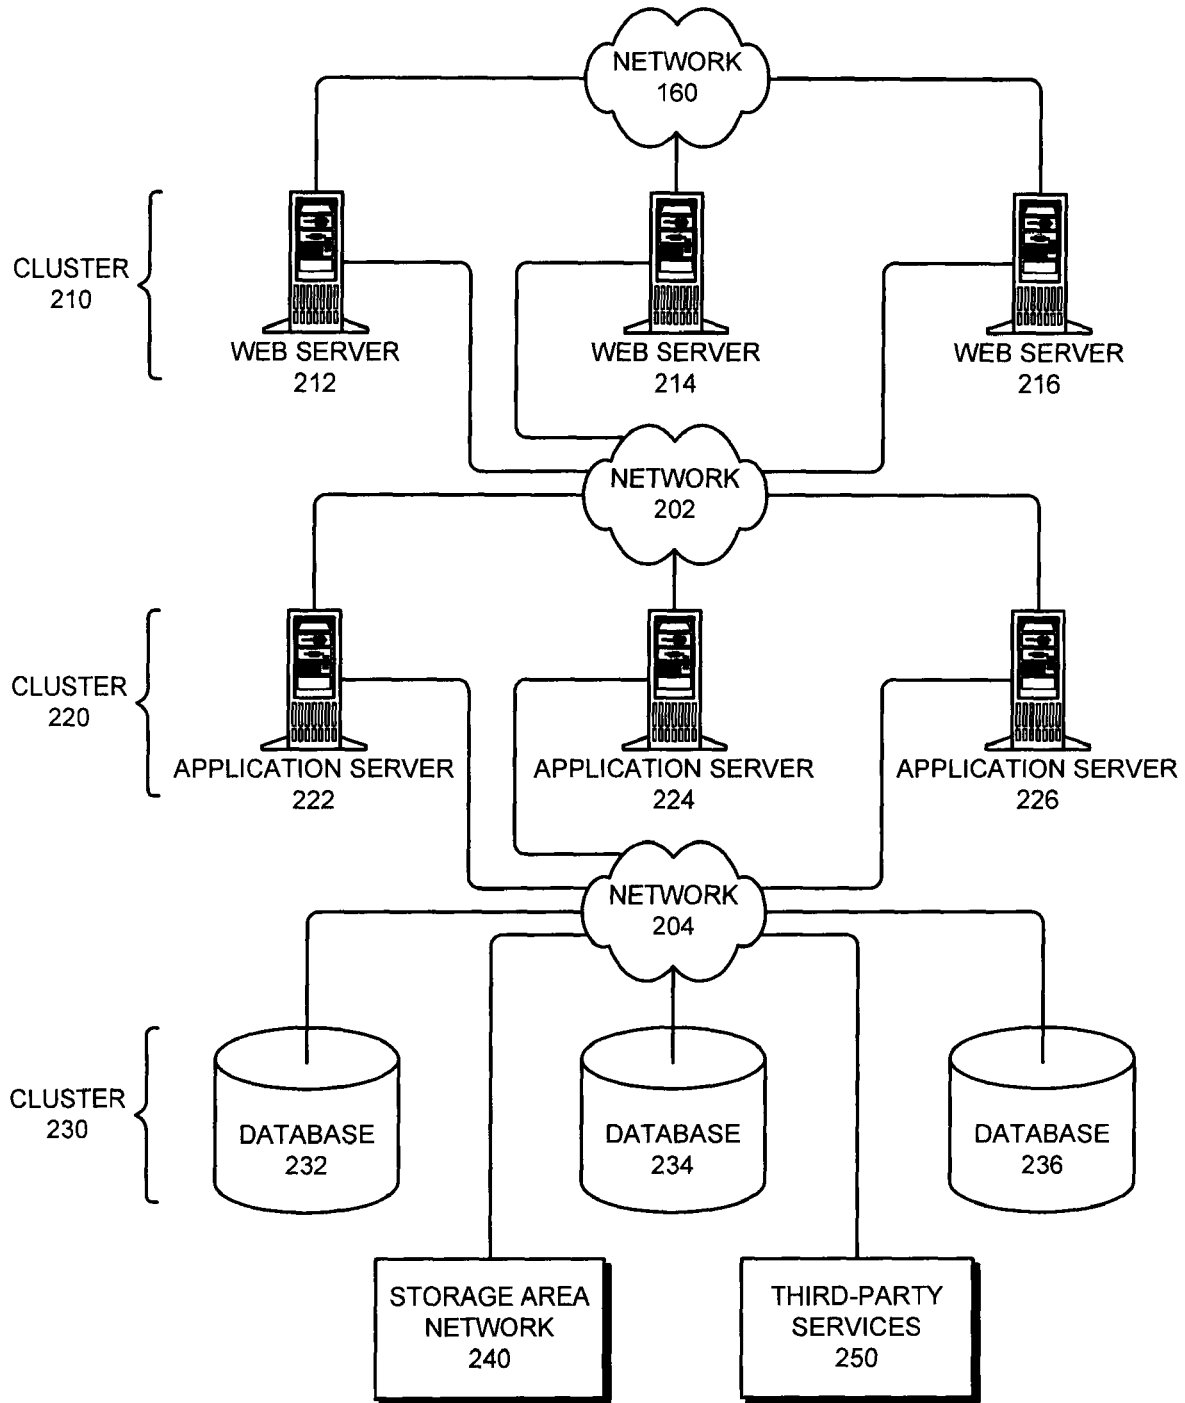 NETWORK
160
CLUSTER
210
WEB SERVER
212
WEB SERVER
214
WEB SERVER
216
NETWORK
202
CLUSTER
220
APPLICATION SERVER
222
APPLICATION SERVER
224
APPLICATION SERVER
226
NETWORK
204
CLUSTER
230
DATABASE
232
DATABASE
234
DATABASE
236
STORAGE AREA
NETWORK
240
THIRD-PARTY
SERVICES
250